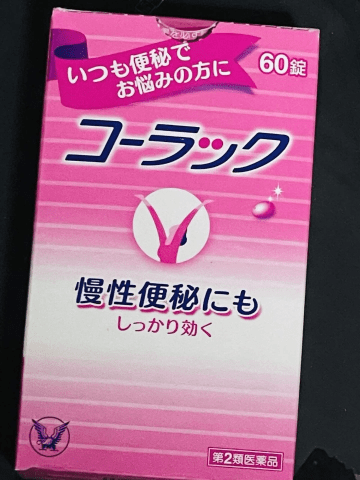 いつも便秘で
お悩みの方に
60錠
コーラック
慢性便秘にも
しっかり効く
第2類医薬品